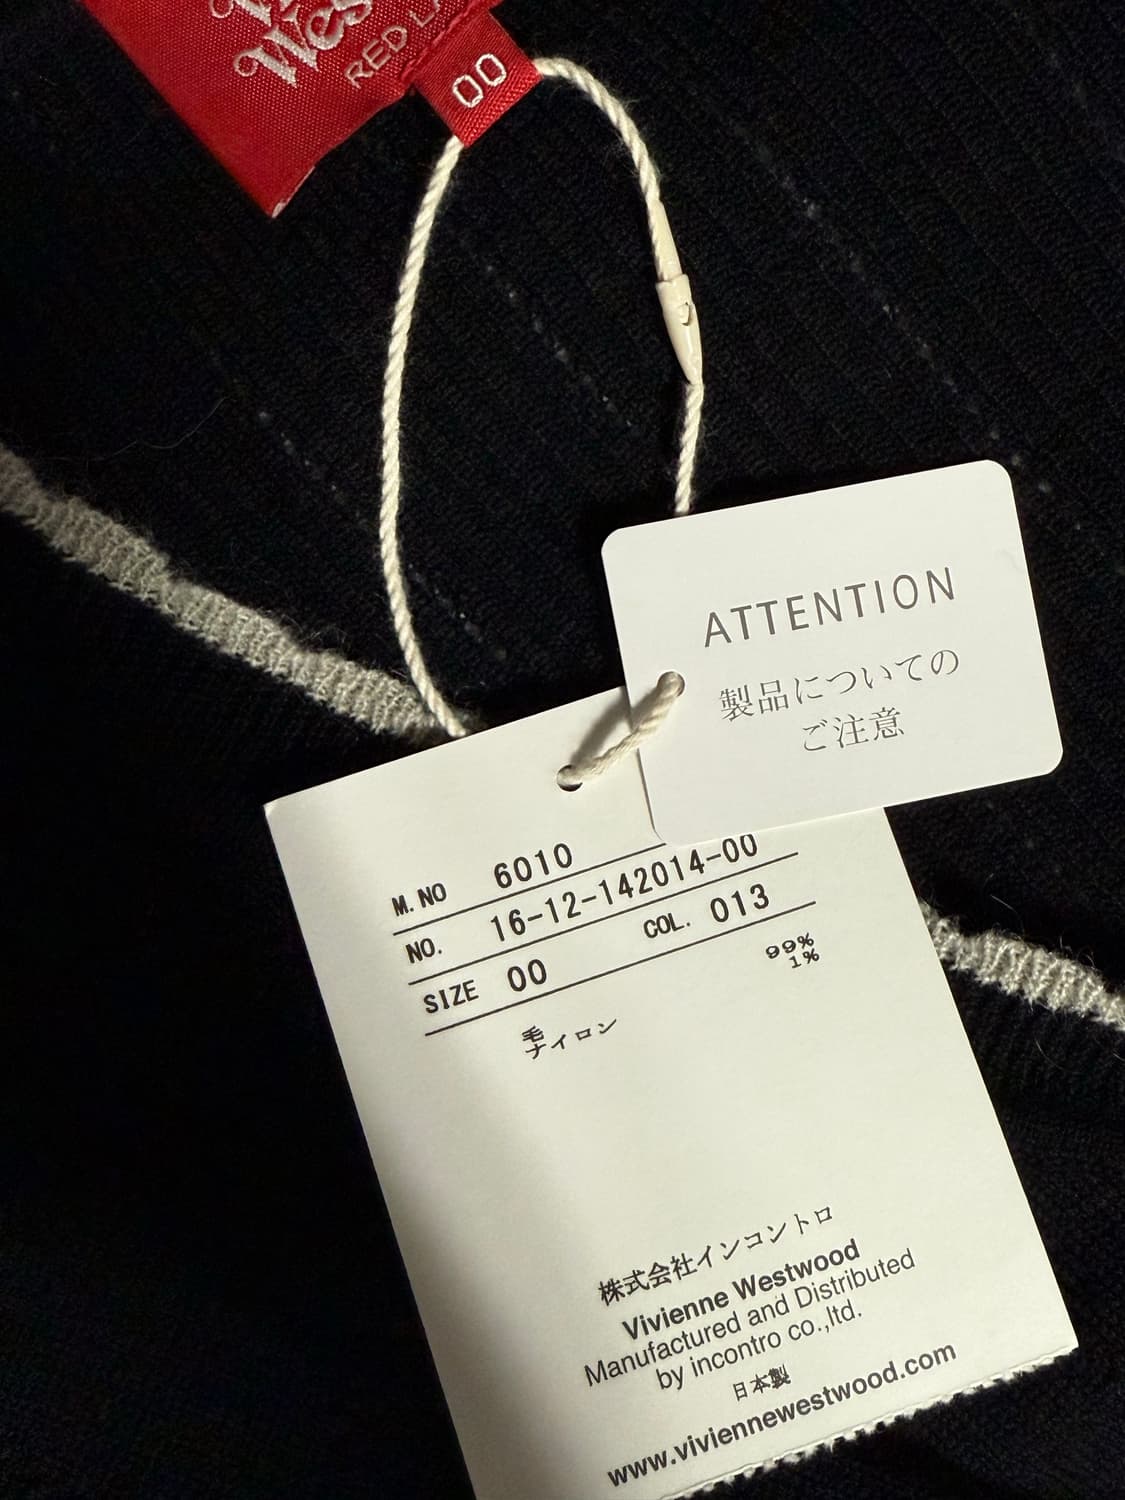 RED
00
ATTENTION
製品についての
ご注意
M.NO 6010
NO. 16-12-142014-00
SIZE 00 COL. 013
毛 99%
ナイロン 1%
株式会社インコントロ
Vivienne Westwood
Manufactured and Distributed
by incontro co.,ltd.
日本製
www.viviennewestwood.com